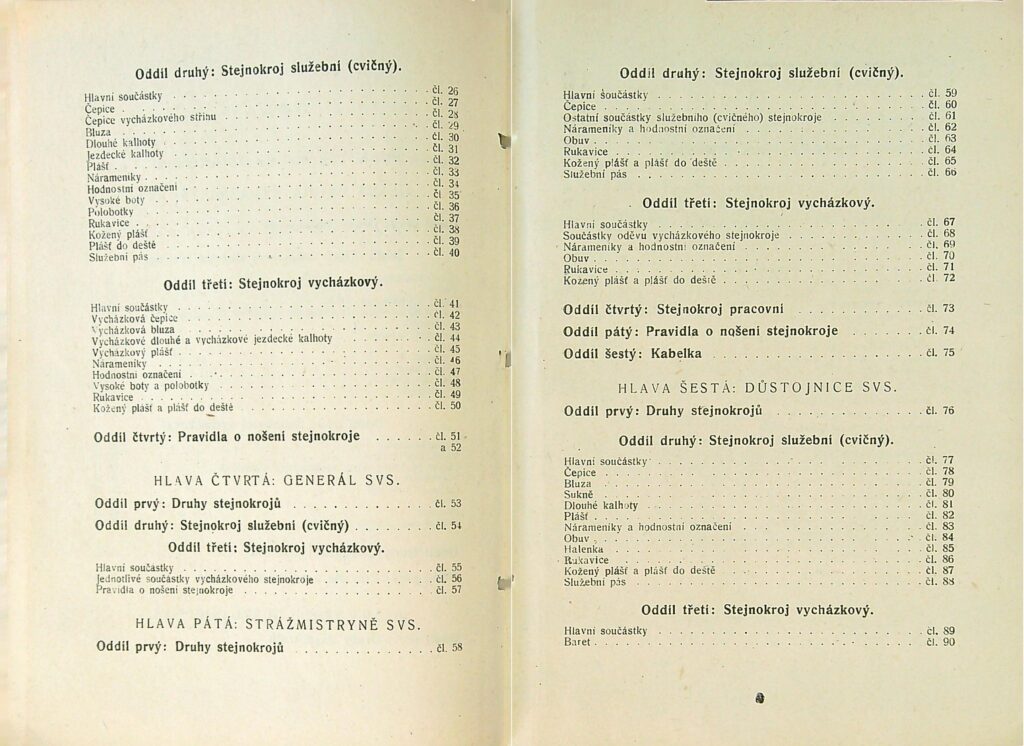 Oddíl druhý: Stejnokroj služební (cvičný).
Hlavní součástky . . . čl. 26
Čepice . . . čl. 27
Čepice vycházkového střihu . . . čl. 28
Bluza . . . čl. 29
Dlouhé kalhoty . . . čl. 30
Jezdecké kalhoty . . . čl. 31
Plášť . . . čl. 32
Nárameníky . . . čl. 33
Hodnostní označení . . . čl. 34
Vysoké boty . . . čl. 35
Polobotky . . . čl. 36
Rukavice . . . čl. 37
Kožený plášť . . . čl. 38
Plášť do deště . . . čl. 39
Služební pás . . . čl. 40
Oddíl třetí: Stejnokroj vycházkový.
Hlavní součástky . . . čl. 41
Vycházková čepice . . . čl. 42
Vycházková bluza . . . čl. 43
Vycházkové dlouhé a vycházkové jezdecké kalhoty . . . čl. 44
Vycházkový plášť . . . čl. 45
Nárameníky . . . čl. 46
Hodnostní označení . . . čl. 47
Vysoké boty a polobotky . . . čl. 48
Rukavice . . . čl. 49
Kožený plášť a plášť do deště . . . čl. 50
Oddíl čtvrtý: Pravidla o nošení stejnokroje . . . čl. 51
a 52
HLAVA ČTVRTÁ: GENERÁL SVS.
Oddíl prvý: Druhy stejnokrojů . . . čl. 53
Oddíl druhý: Stejnokroj služební (cvičný) . . . čl. 54
Oddíl třetí: Stejnokroj vycházkový.
Hlavní součástky . . . čl. 55
Jednotlivé součástky vycházkového stejnokroje . . . čl. 56
Pravidla o nošení stejnokroje . . . čl. 57
HLAVA PÁTÁ: STRÁŽMISTRYNĚ SVS.
Oddíl prvý: Druhy stejnokrojů . . . čl. 58
Oddíl druhý: Stejnokroj služební (cvičný).
Hlavní součástky . . . čl. 59
Čepice . . . čl. 60
Ostatní součástky služebního (cvičného) stejnokroje . . . čl. 61
Nárameníky a hodnostní označení . . . čl. 62
Obuv . . . čl. 63
Rukavice . . . čl. 64
Kožený plášť a plášť do deště . . . čl. 65
Služební pás . . . čl. 66
Oddíl třetí: Stejnokroj vycházkový.
Hlavní součástky . . . čl. 67
Součástky oděvu vycházkového stejnokroje . . . čl. 68
Nárameníky a hodnostní označení . . . čl. 69
Obuv . . . čl. 70
Rukavice . . . čl. 71
Kožený plášť a plášť do deště . . . čl. 72
Oddíl čtvrtý: Stejnokroj pracovní . . . čl. 73
Oddíl pátý: Pravidla o nošení stejnokroje . . . čl. 74
Oddíl šestý: Kabelka . . . čl. 75
HLAVA ŠESTÁ: DŮSTOJNICE SVS.
Oddíl prvý: Druhy stejnokrojů . . . čl. 76
Oddíl druhý: Stejnokroj služební (cvičný).
Hlavní součástky . . . čl. 77
Čepice . . . čl. 78
Bluza . . . čl. 79
Sukně . . . čl. 80
Dlouhé kalhoty . . . čl. 81
Plášť . . . čl. 82
Nárameníky a hodnostní označení . . . čl. 83
Obuv . . . čl. 84
Halenka . . . čl. 85
Rukavice . . . čl. 86
Kožený plášť a plášť do deště . . . čl. 87
Služební pás . . . čl. 88
Oddíl třetí: Stejnokroj vycházkový.
Hlavní součástky . . . čl. 89
Baret . . . čl. 90